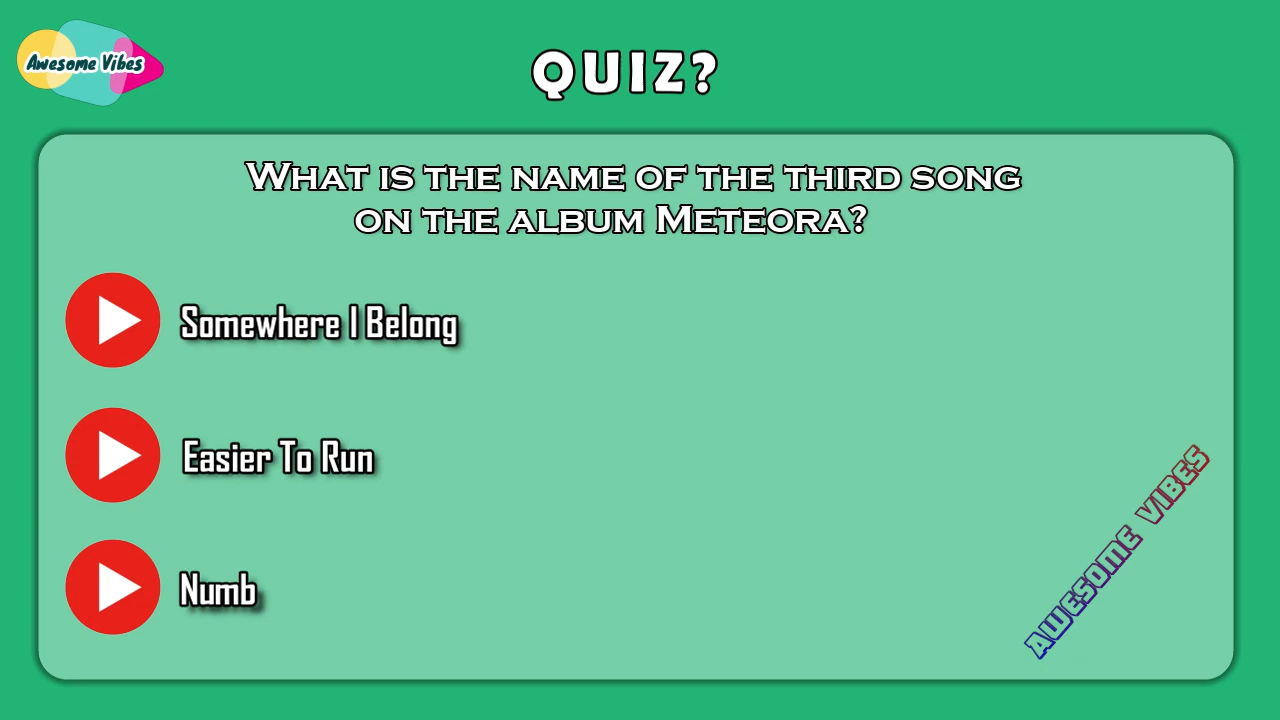 Awesome Vibes
QUIZ?
What is the name of the third song
on the album Meteora?
Somewhere I Belong
Easier To Run
Numb
AWESOME VIBES